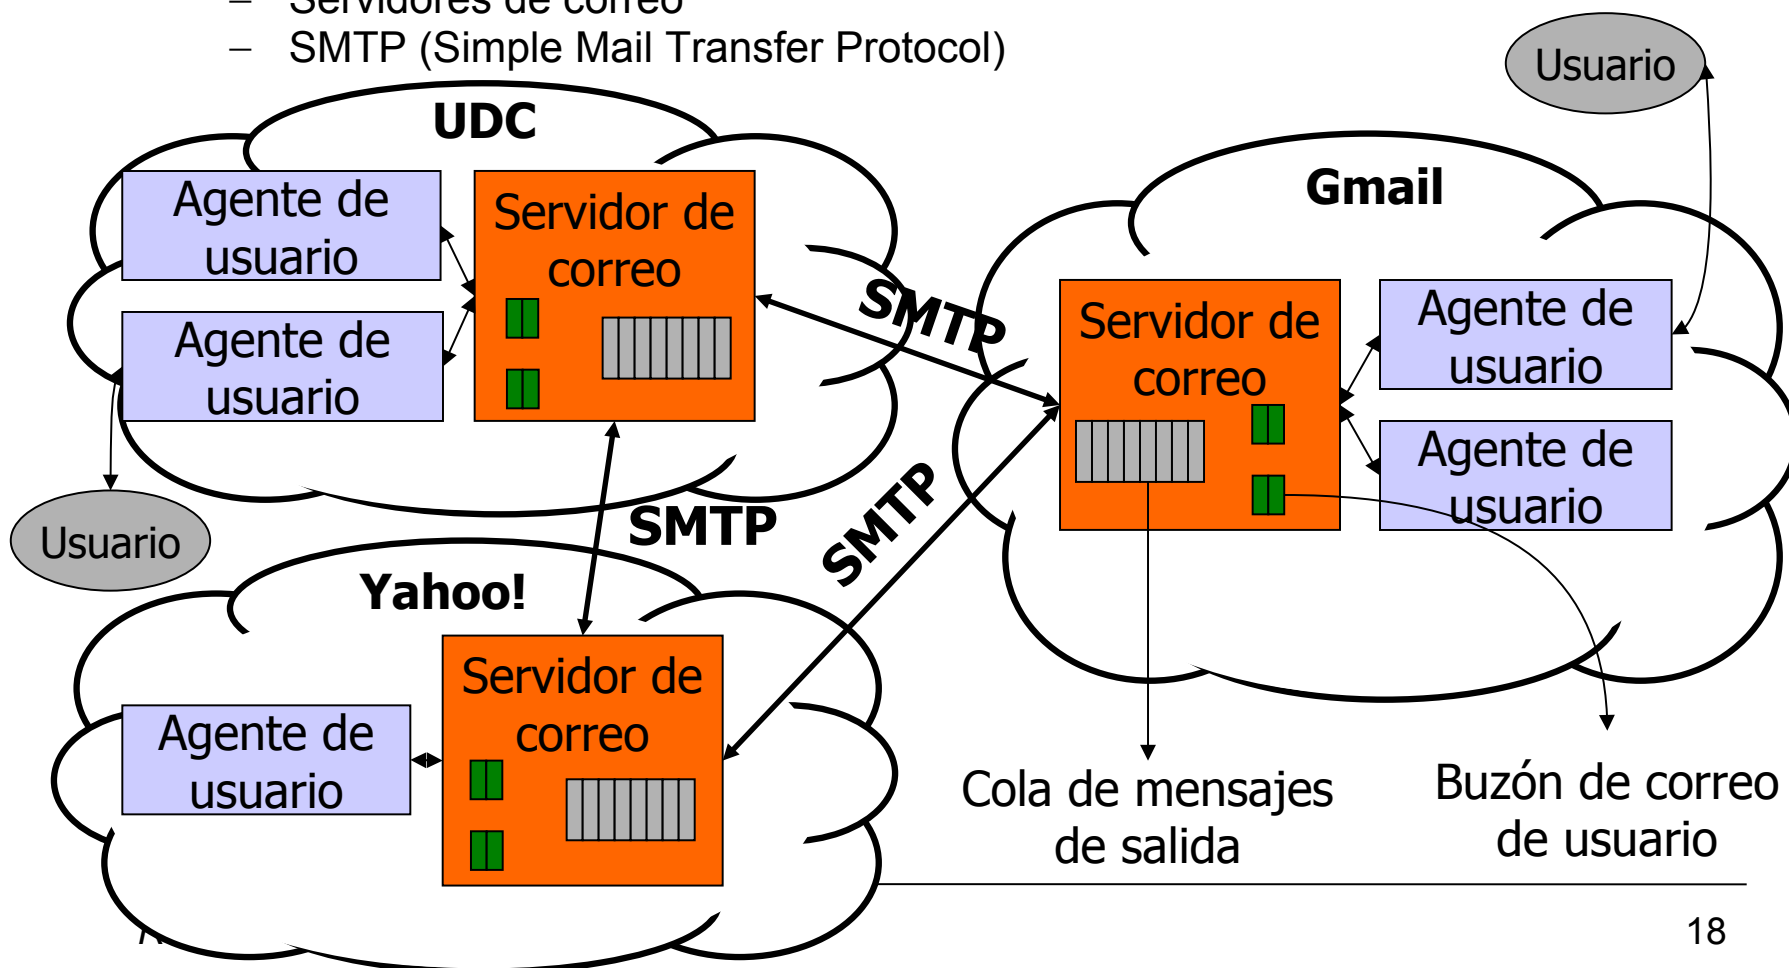 – Servidores de correo
– SMTP (Simple Mail Transfer Protocol)
Usuario
UDC
Agente de
usuario
Servidor de
correo
Agente de
usuario
Usuario
SMTP
Gmail
Servidor de
correo
Agente de
usuario
Agente de
usuario
SMTP
SMTP
Yahoo!
Servidor de
correo
Agente de
usuario
Cola de mensajes
de salida
Buzón de correo
de usuario
18